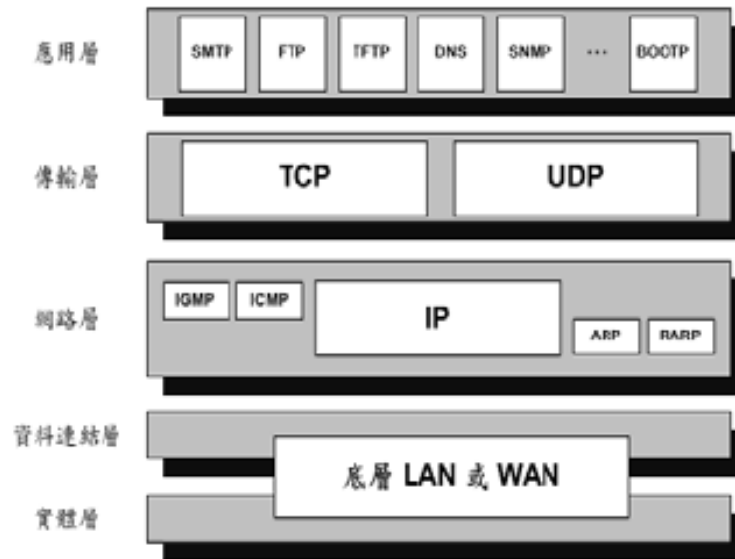 應用層
SMTP FTP TFTP DNS SNMP ... BOOTP
傳輸層
TCP UDP
網路層
IGMP ICMP IP ARP RARP
資料連結層
底層 LAN 或 WAN
實體層